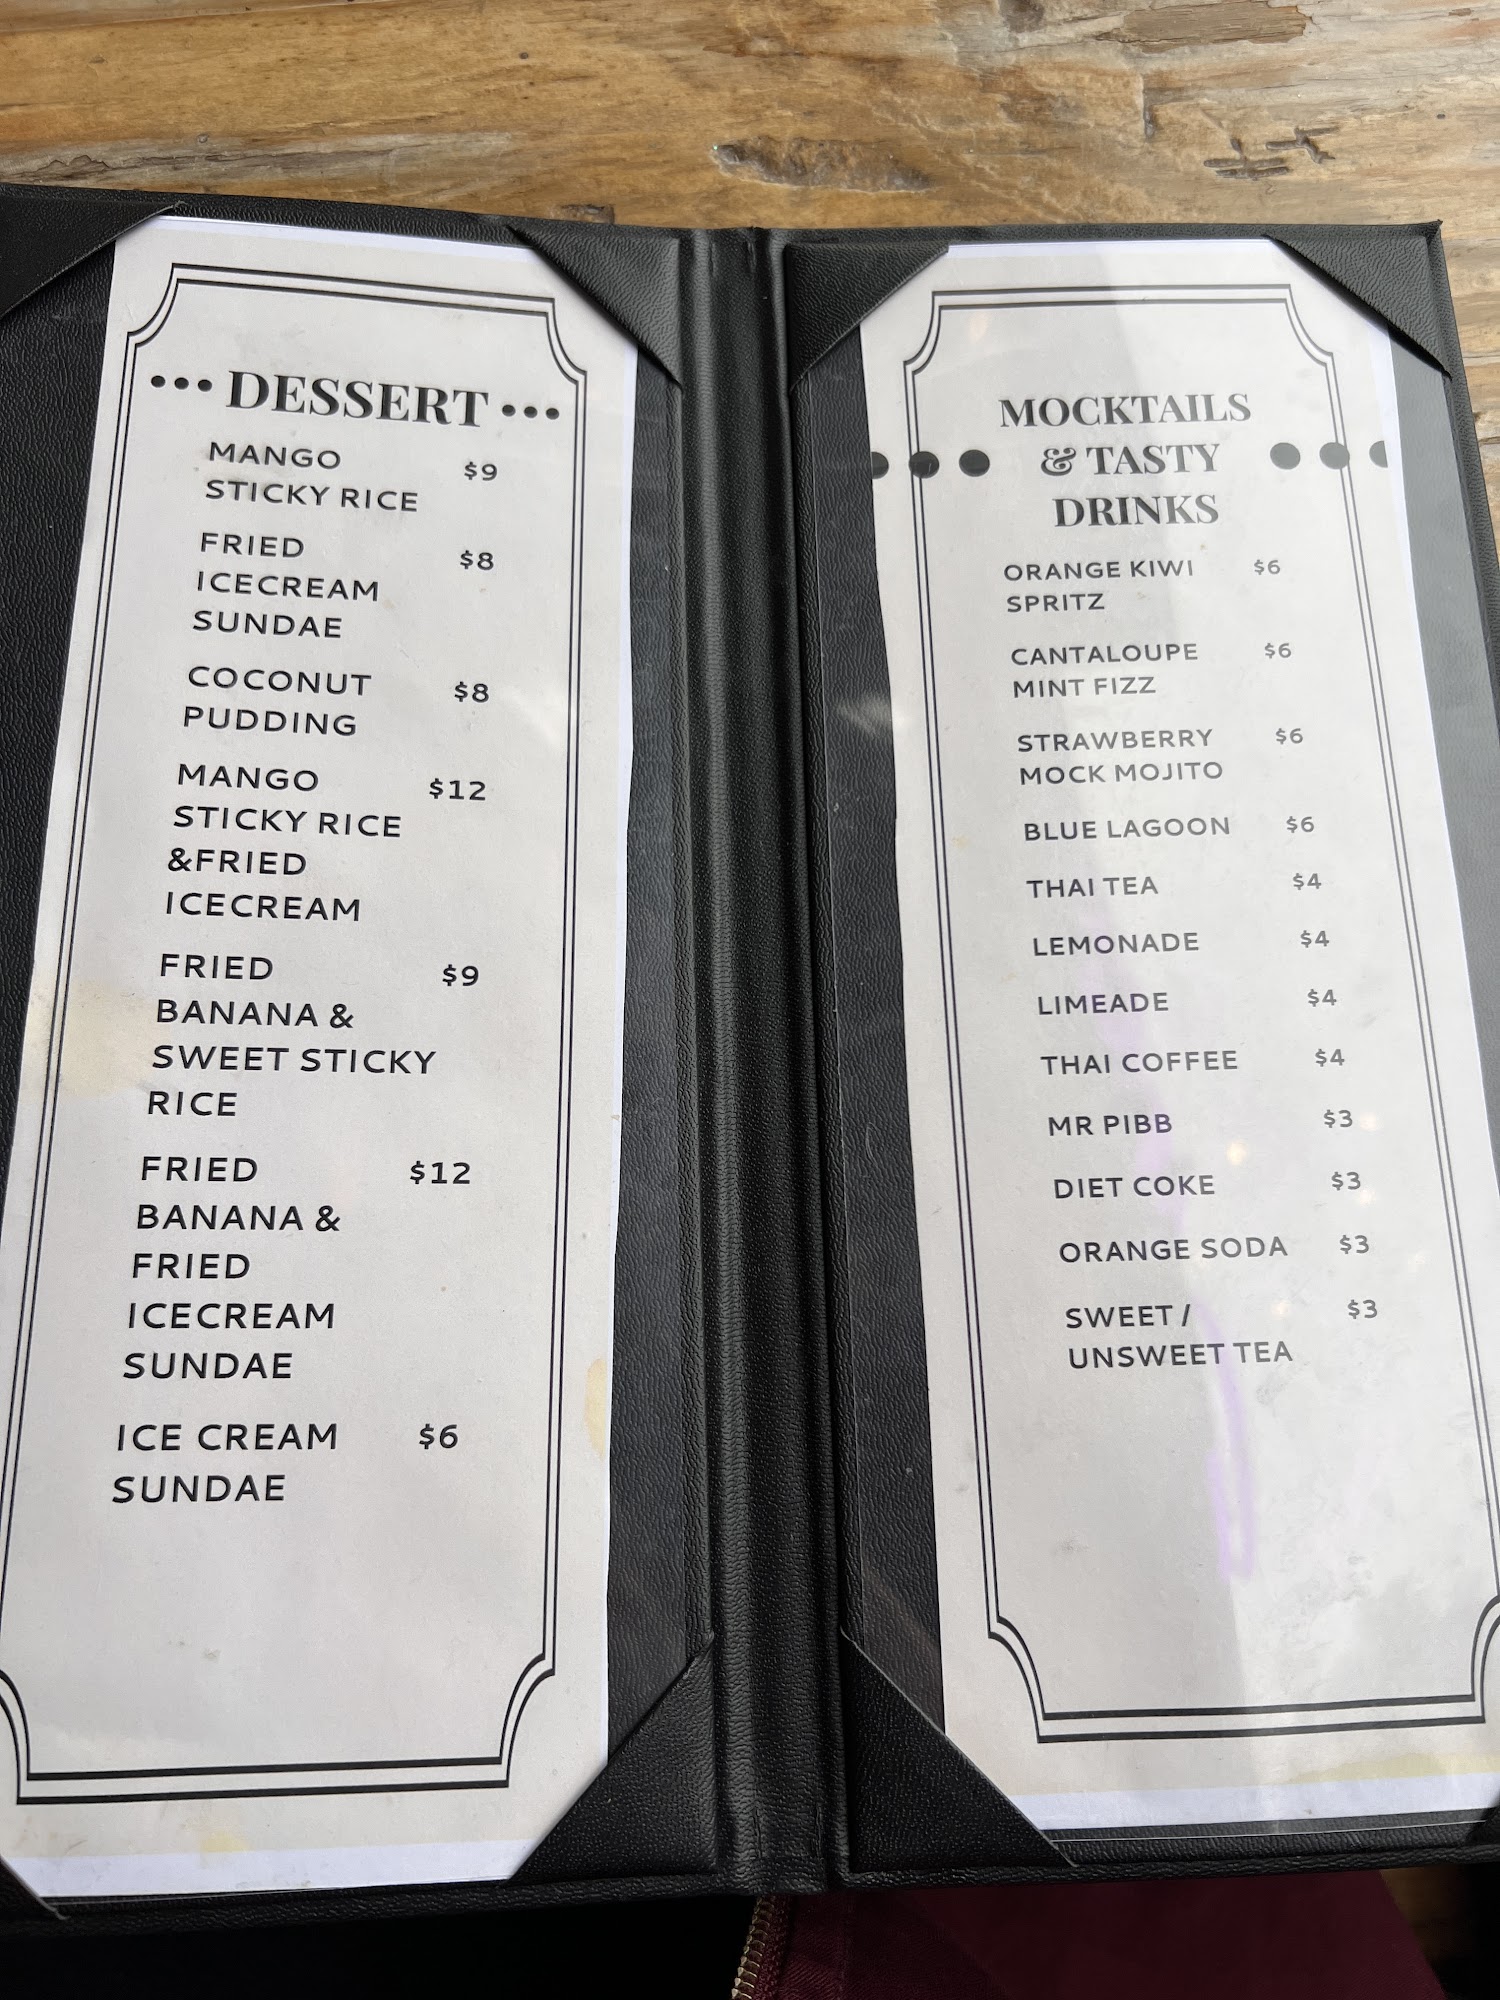 DESSERT
MANGO $9
STICKY RICE
FRIED $8
ICECREAM
SUNDAE
COCONUT $8
PUDDING
MANGO $12
STICKY RICE
&FRIED
ICECREAM
FRIED $9
BANANA &
SWEET STICKY
RICE
FRIED $12
BANANA &
FRIED
ICECREAM
SUNDAE
ICE CREAM $6
SUNDAE
MOCKTAILS
& TASTY
DRINKS
ORANGE KIWI $6
SPRITZ
CANTALOUPE $6
MINT FIZZ
STRAWBERRY $6
MOCK MOJITO
BLUE LAGOON $6
THAI TEA $4
LEMONADE $4
LIMEADE $4
THAI COFFEE $4
MR PIBB $3
DIET COKE $3
ORANGE SODA $3
SWEET / $3
UNSWEET TEA